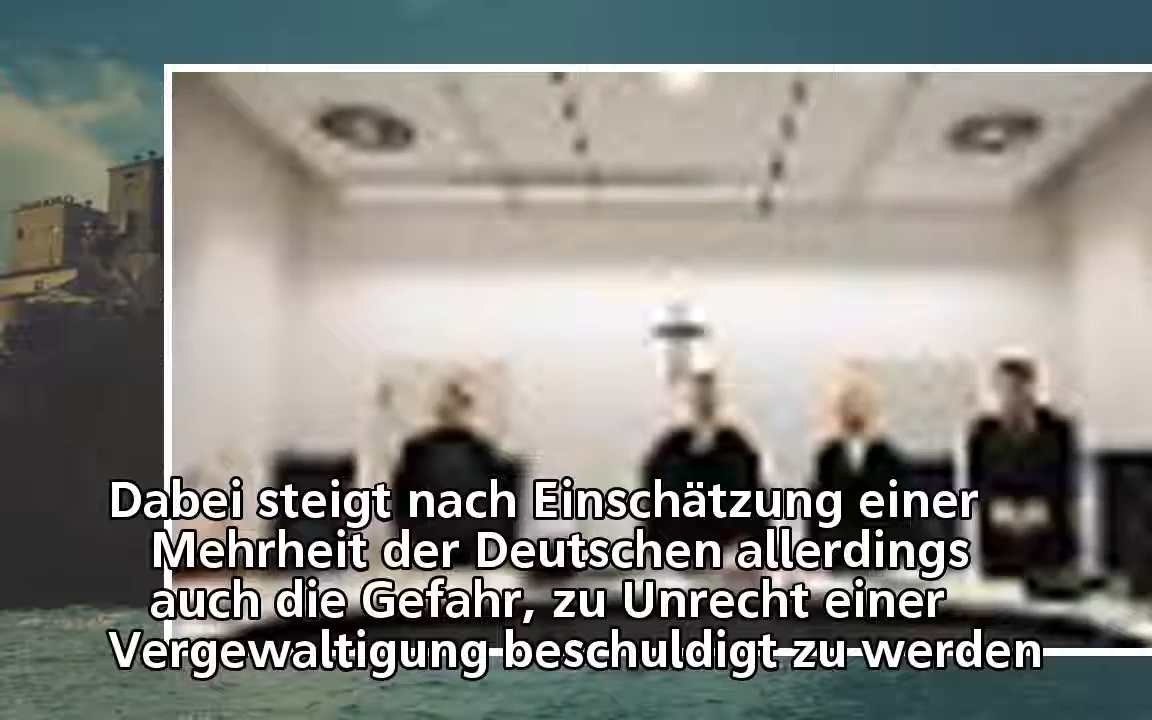 Dabei steigt nach Einschätzung einer
Mehrheit der Deutschen allerdings
auch die Gefahr, zu Unrecht einer
Vergewaltigung beschuldigt zu werden